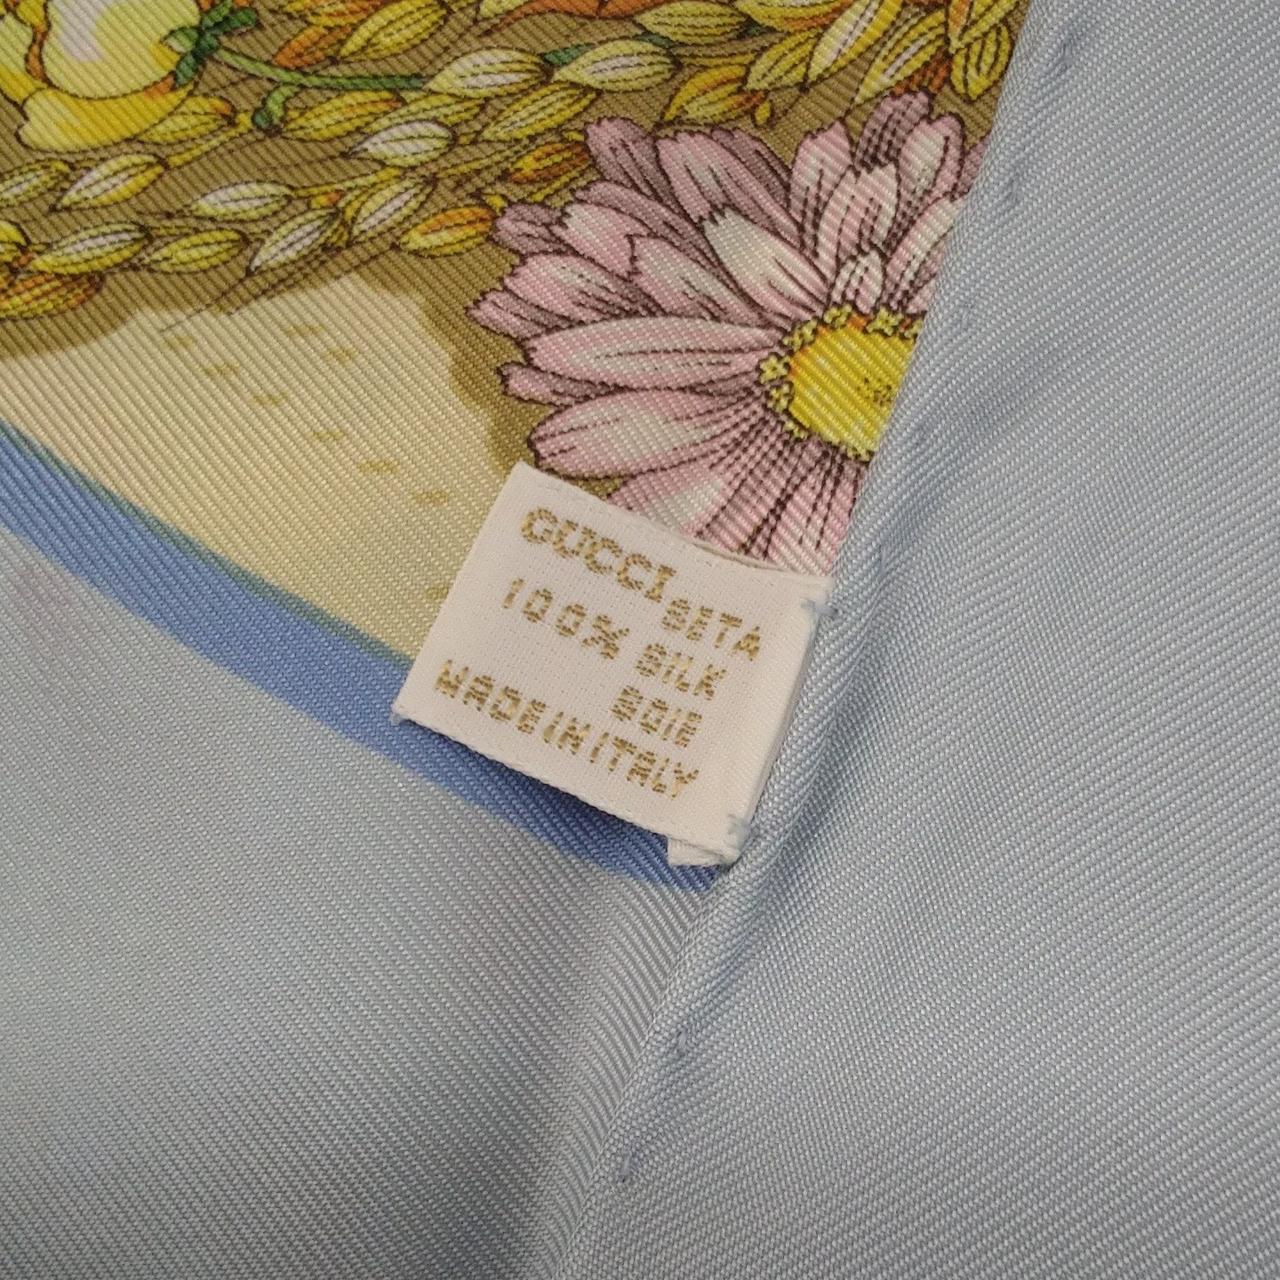 GUCCI
SETA
100% SILK
SOIE
MADE IN ITALY